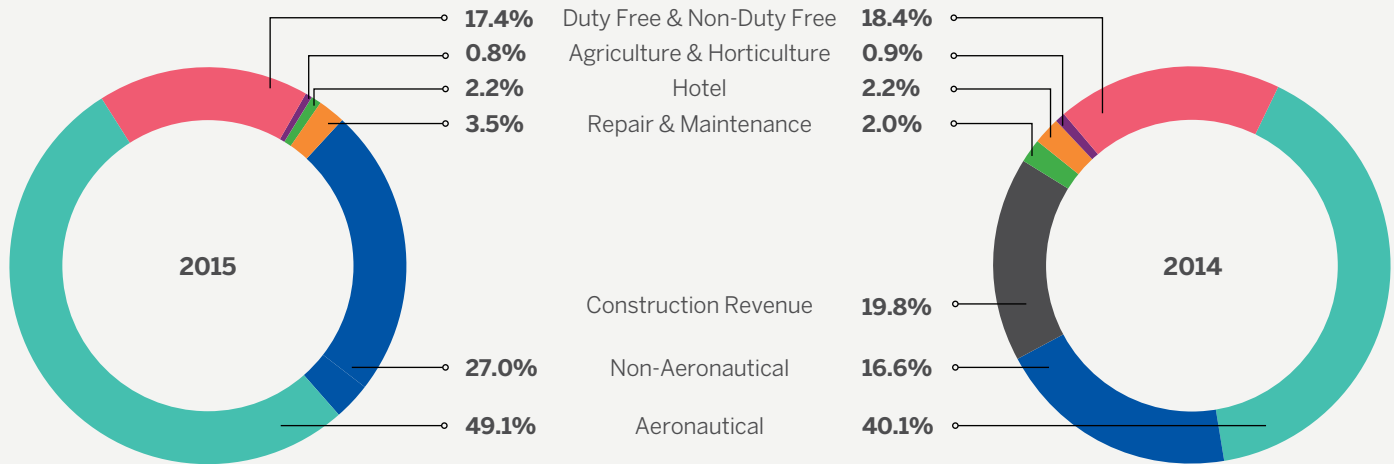 17.4% Duty Free & Non-Duty Free 18.4%
0.8% Agriculture & Horticulture 0.9%
2.2% Hotel 2.2%
3.5% Repair & Maintenance 2.0%
2015 2014
Construction Revenue 19.8%
27.0% Non-Aeronautical 16.6%
49.1% Aeronautical 40.1%